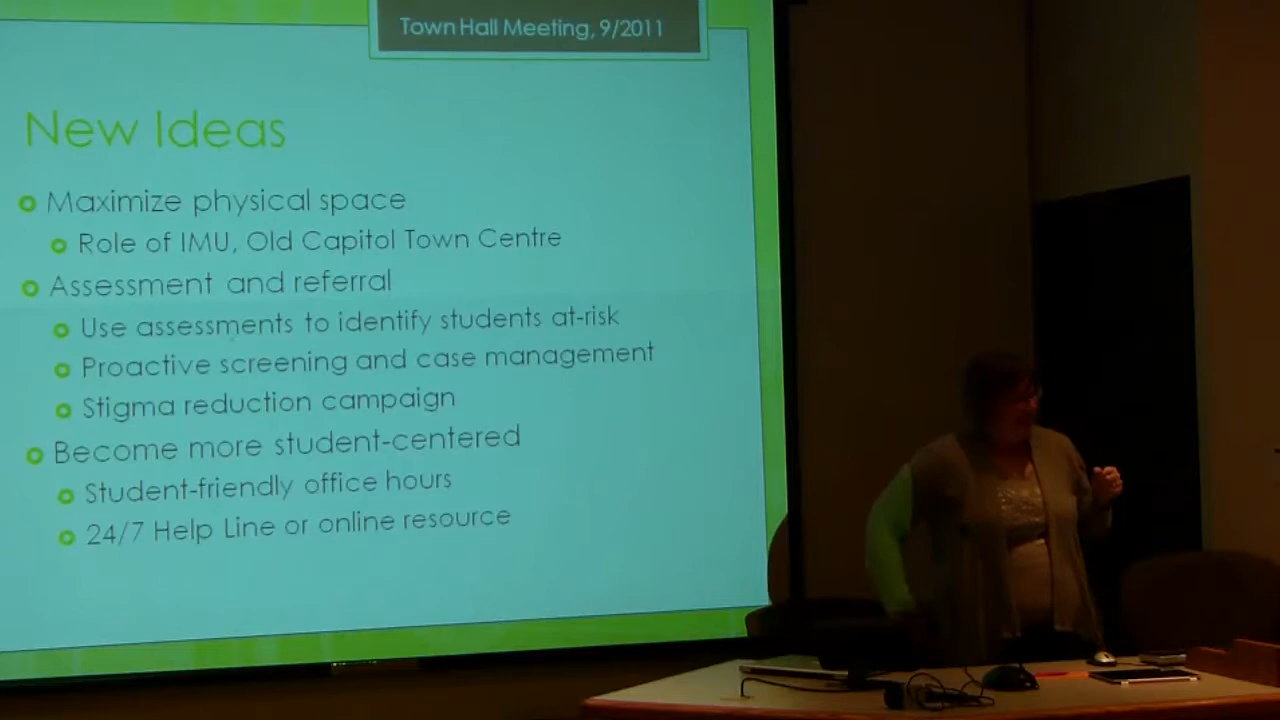 Town Hall Meeting, 9/2011
New Ideas
Maximize physical space
Role of IMU, Old Capitol Town Centre
Assessment and referral
Use assessments to identify students at-risk
Proactive screening and case management
Stigma reduction campaign
Become more student-centered
Student-friendly office hours
24/7 Help Line or online resource